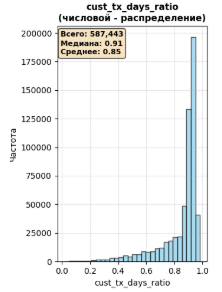 cust_tx_days_ratio
(числовой - распределение)
Всего: 587,443
Медиана: 0.91
Среднее: 0.85
Частота
200000
175000
150000
125000
100000
75000
50000
25000
0
0.0 0.2 0.4 0.6 0.8 1.0
cust_tx_days_ratio